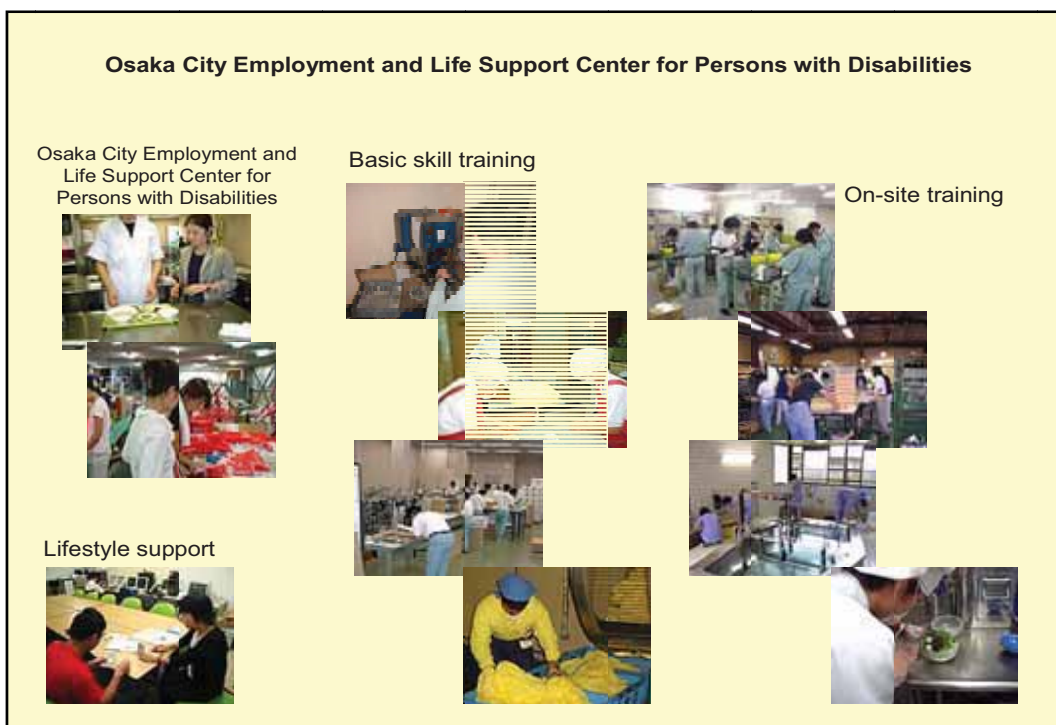 Osaka City Employment and Life Support Center for Persons with Disabilities
Osaka City Employment and
Life Support Center for
Persons with Disabilities
Basic skill training
On-site training
Lifestyle support